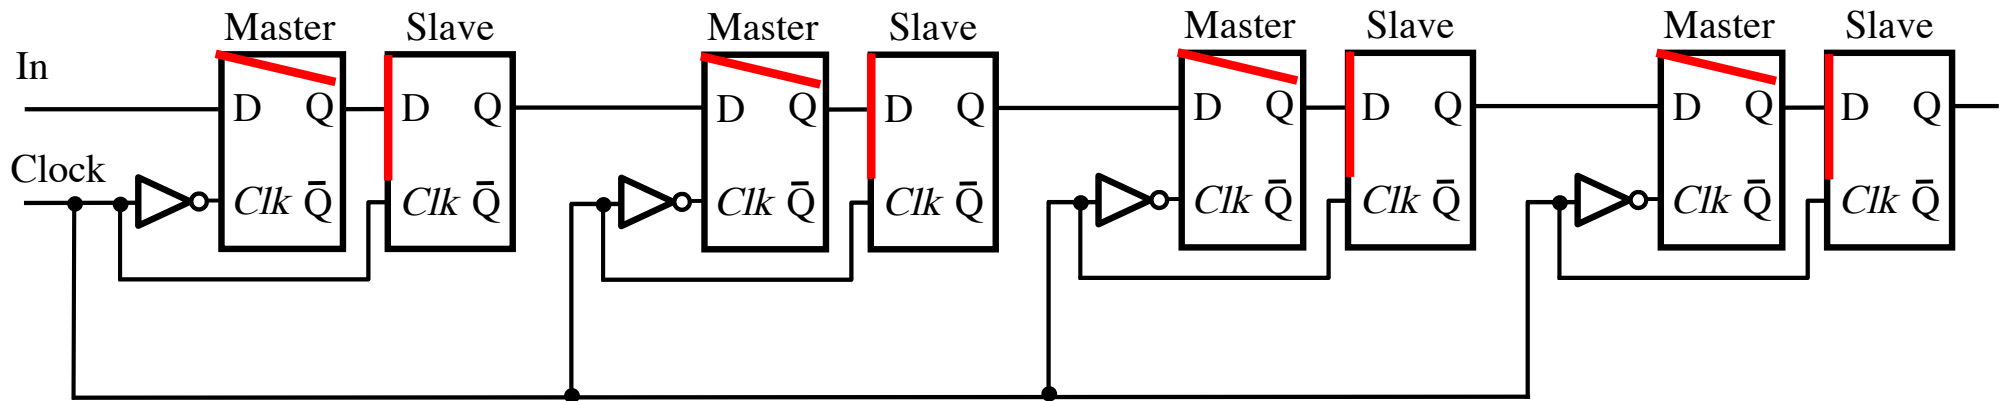 Master Slave Master Slave Master Slave Master Slave
In
D Q D Q D Q D Q D Q D Q D Q D Q
Clock
Clk Q̄ Clk Q̄ Clk Q̄ Clk Q̄ Clk Q̄ Clk Q̄ Clk Q̄ Clk Q̄